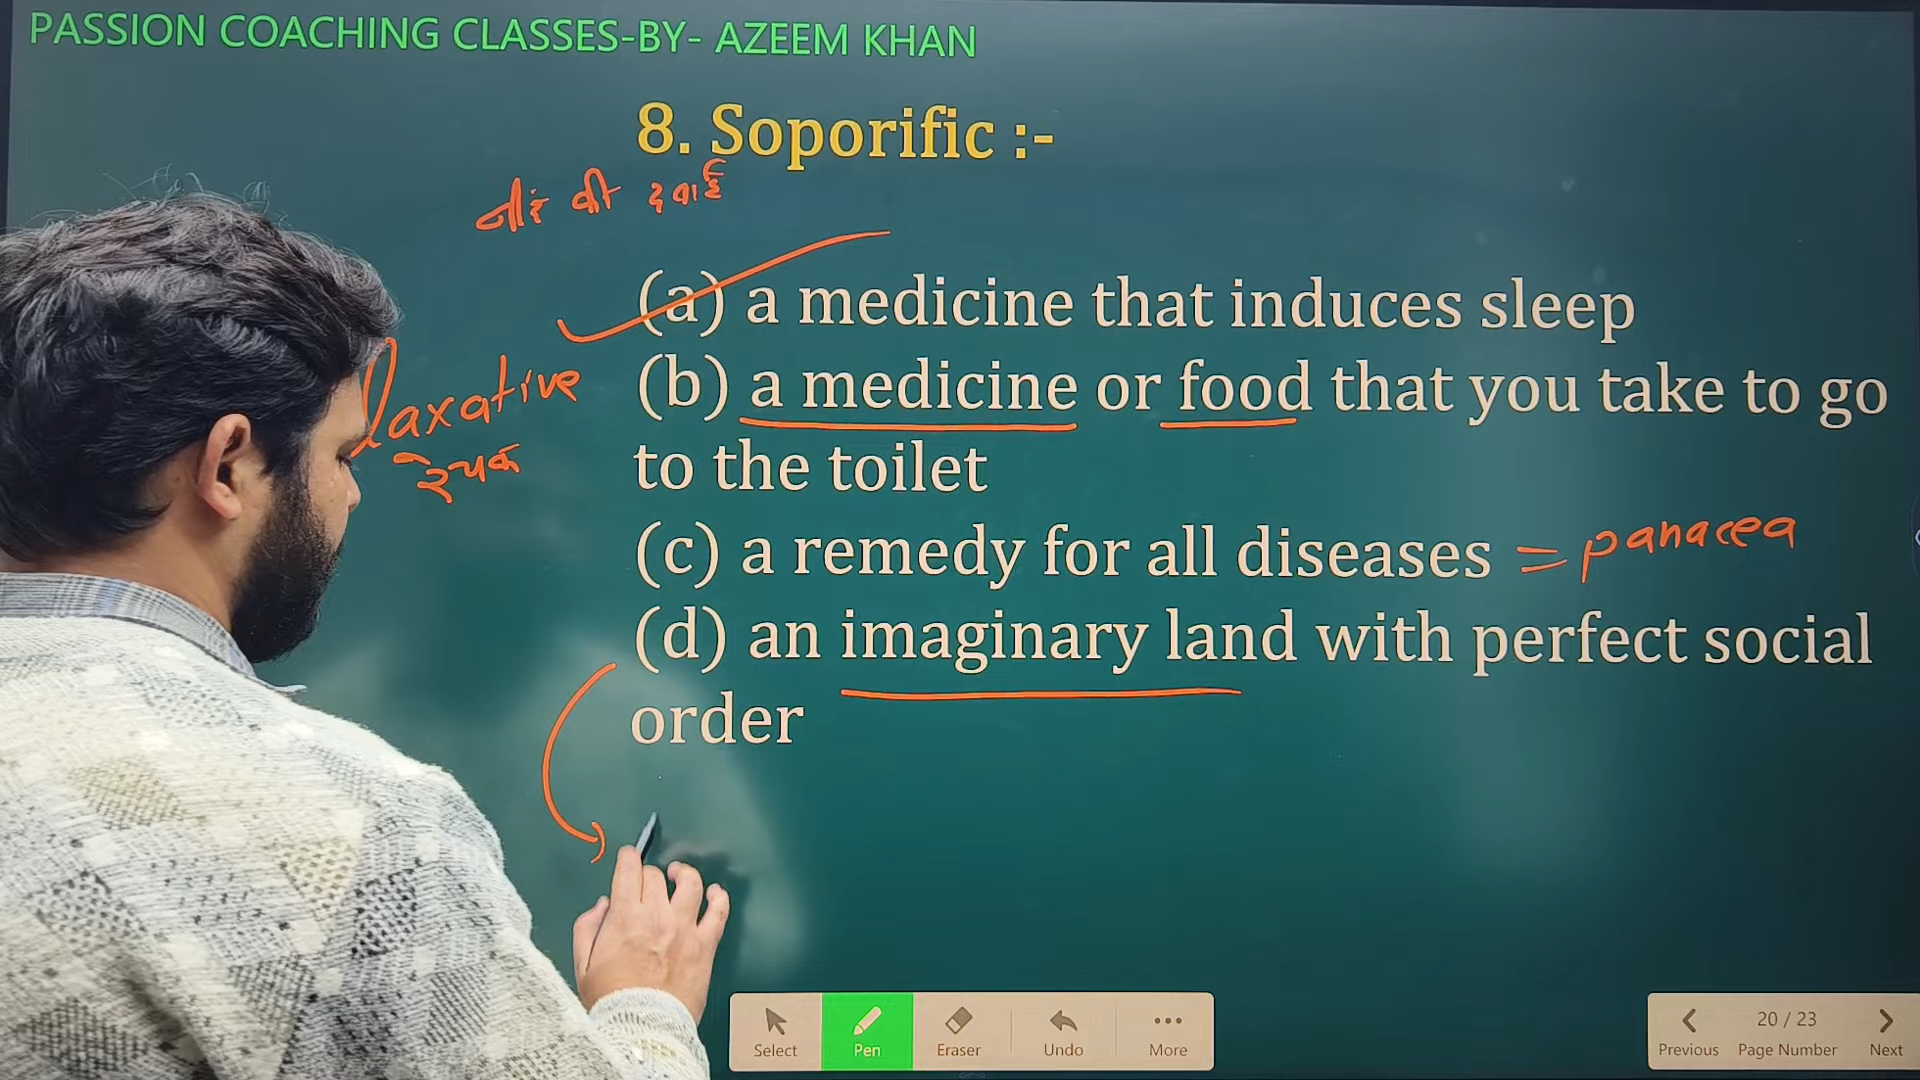 PASSION COACHING CLASSES-BY- AZEEM KHAN
8. Soporific :-
नींद की दवाई
(a) a medicine that induces sleep
laxative
रेचक
(b) a medicine or food that you take to go
to the toilet
(c) a remedy for all diseases = panacea
(d) an imaginary land with perfect social
order
Select Pen Eraser Undo More
20 / 23
Previous Page Number Next